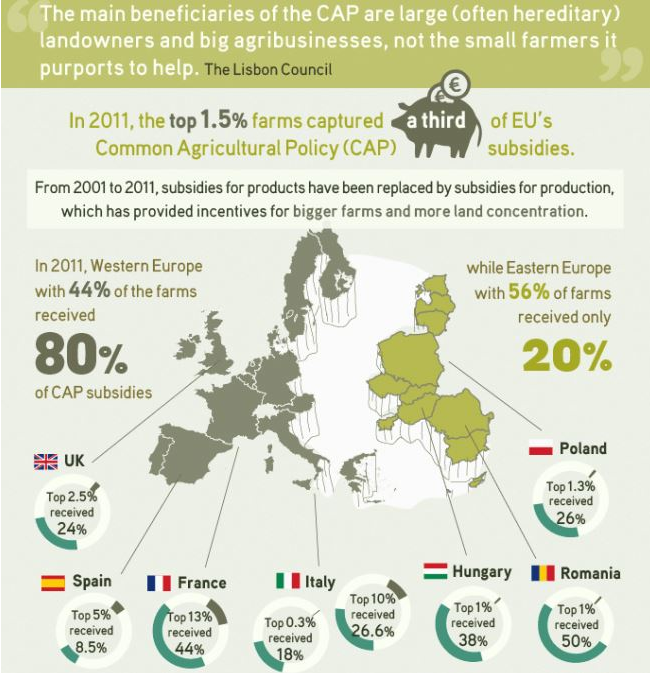 “The main beneficiaries of the CAP are large (often hereditary)
landowners and big agribusinesses, not the small farmers it
purports to help. The Lisbon Council ”
In 2011, the top 1.5% farms captured a third of EU's
Common Agricultural Policy (CAP) subsidies.
From 2001 to 2011, subsidies for products have been replaced by subsidies for production,
which has provided incentives for bigger farms and more land concentration.
In 2011, Western Europe
with 44% of the farms
received
80%
of CAP subsidies
while Eastern Europe
with 56% of farms
received only
20%
UK
Top 2.5%
received
24%
Poland
Top 1.3%
received
26%
Spain
Top 5%
received
8.5%
France
Top 13%
received
44%
Italy
Top 0.3%
received
18%
Top 10%
received
26.6%
Hungary
Top 1%
received
38%
Romania
Top 1%
received
50%